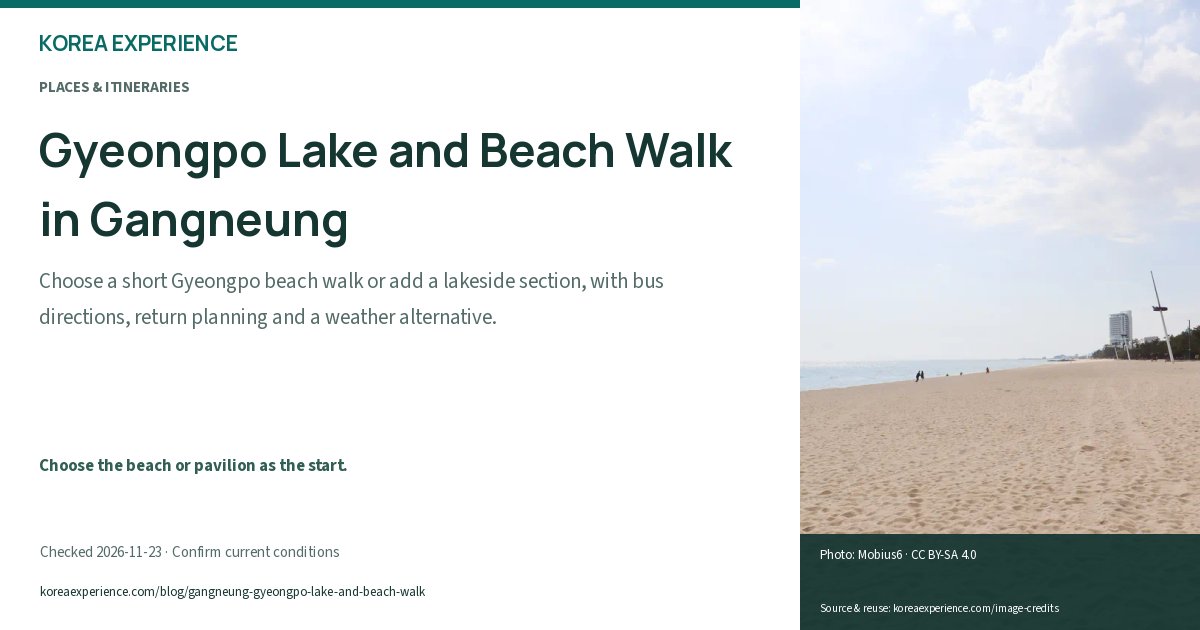 KOREA EXPERIENCE
PLACES & ITINERARIES
Gyeongpo Lake and Beach Walk
in Gangneung
Choose a short Gyeongpo beach walk or add a lakeside section, with bus
directions, return planning and a weather alternative.
Choose the beach or pavilion as the start.
Checked 2026-11-23 · Confirm current conditions
koreaexperience.com/blog/gangneung-gyeongpo-lake-and-beach-walk
Photo: Mobius6 · CC BY-SA 4.0
Source & reuse: koreaexperience.com/image-credits